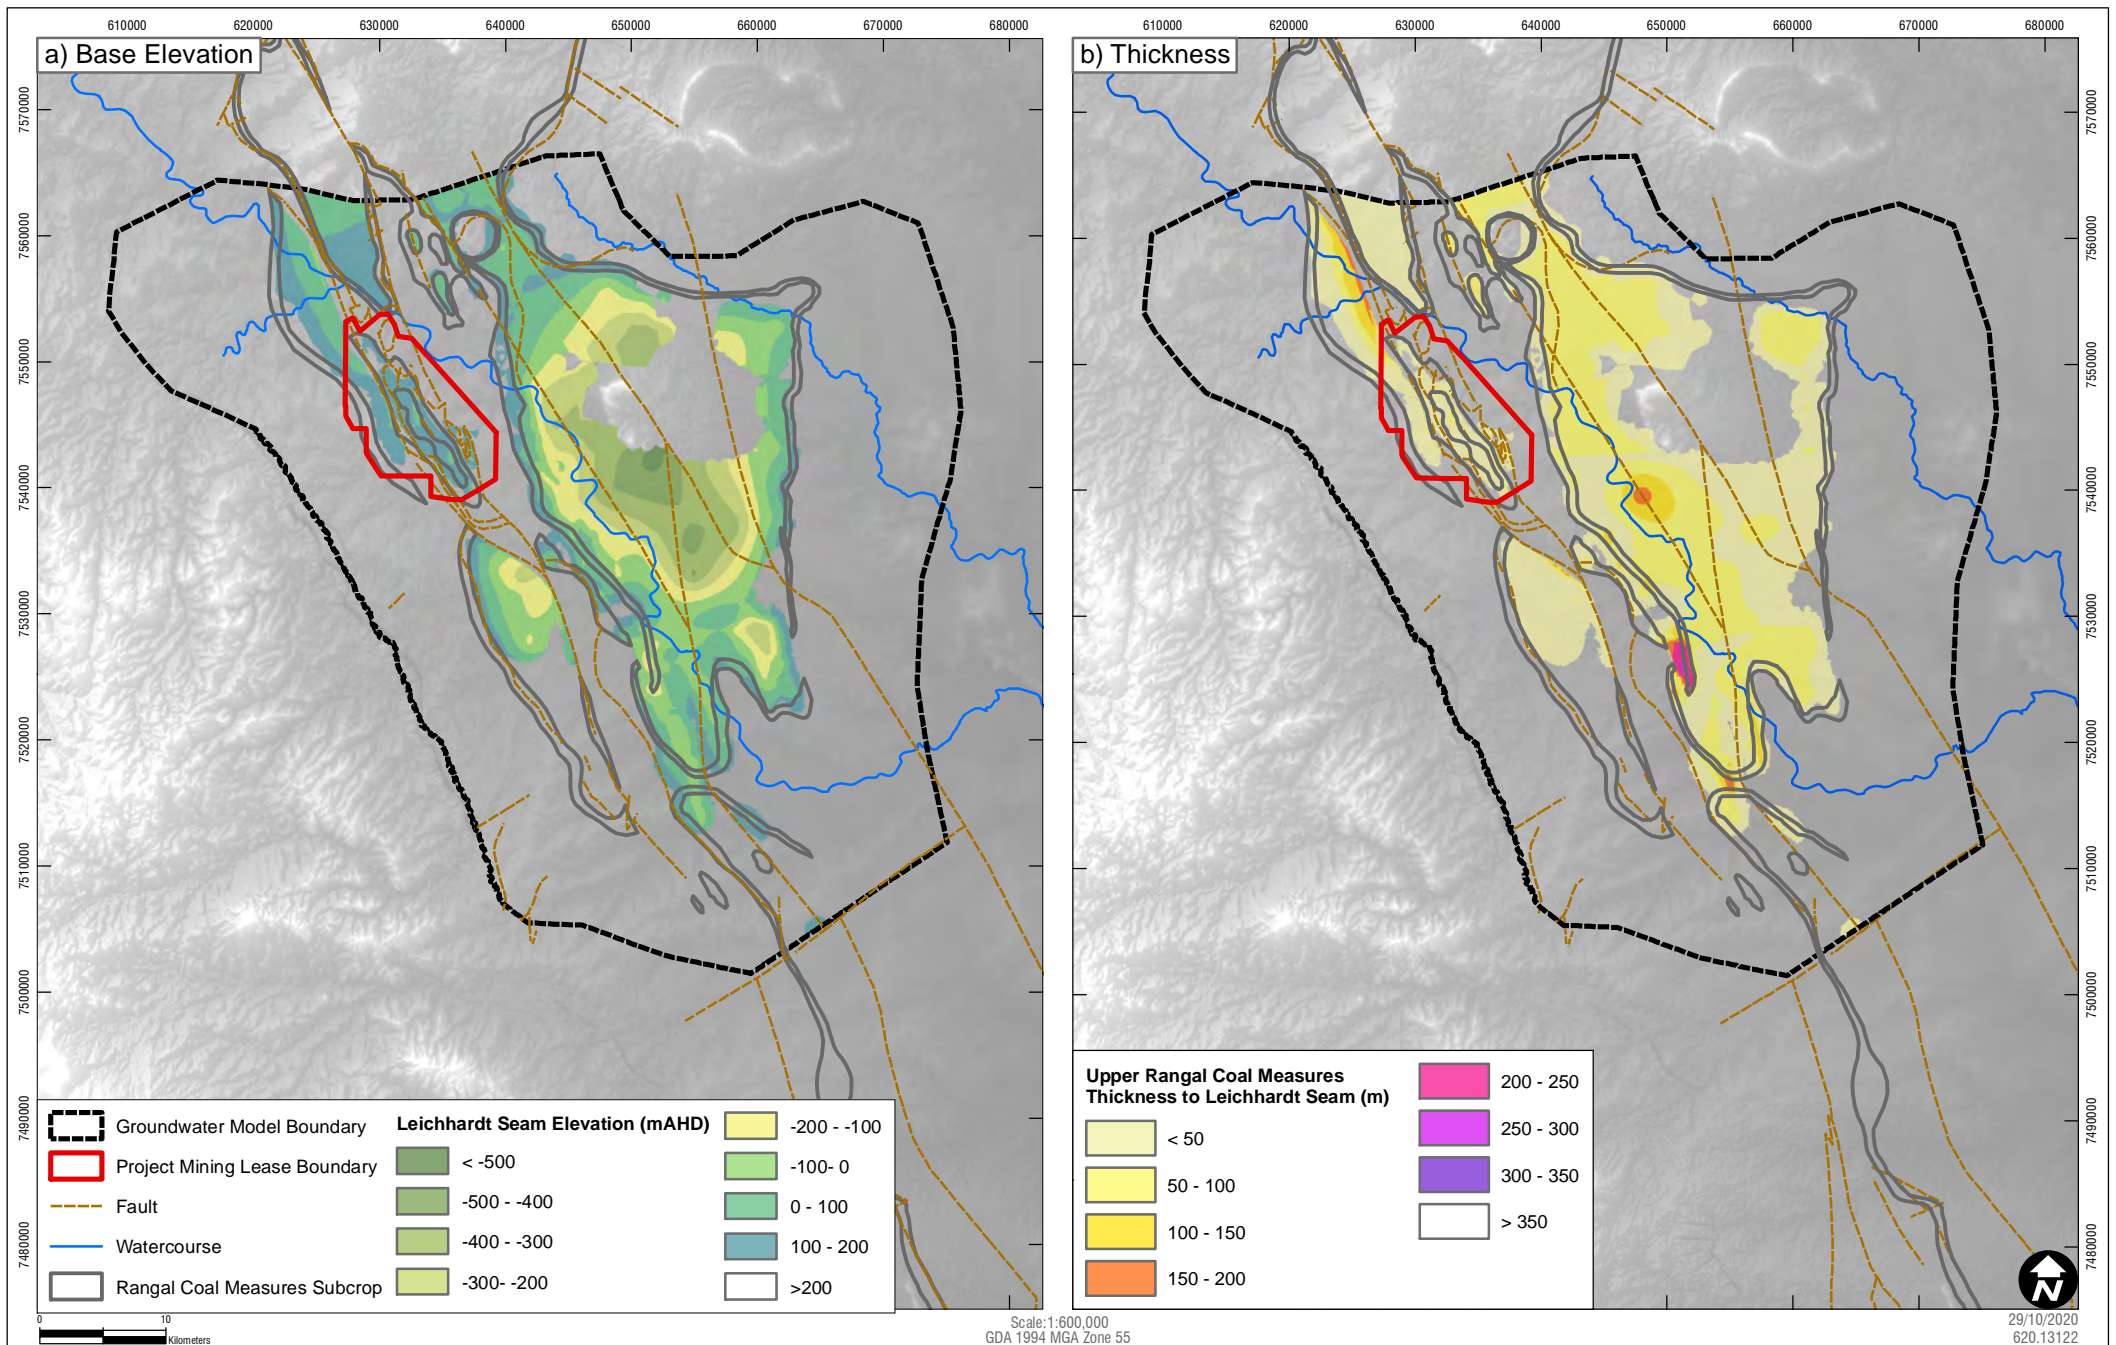 610000 620000 630000 640000 650000 660000 670000 680000
610000 620000 630000 640000 650000 660000 670000 680000
a) Base Elevation
b) Thickness
7570000
7560000
7550000
7540000
7530000
7520000
7510000
7500000
7490000
7480000
7570000
7560000
7550000
7540000
7530000
7520000
7510000
7500000
7490000
7480000
Groundwater Model Boundary
Project Mining Lease Boundary
Fault
Watercourse
Rangal Coal Measures Subcrop
Leichhardt Seam Elevation (mAHD)
< -500
-500 - -400
-400 - -300
-300- -200
-200 - -100
-100- 0
0 - 100
100 - 200
>200
Upper Rangal Coal Measures
Thickness to Leichhardt Seam (m)
< 50
50 - 100
100 - 150
150 - 200
200 - 250
250 - 300
300 - 350
> 350
N
0 10
Kilometers
Scale:1:600,000
GDA 1994 MGA Zone 55
29/10/2020
620.13122